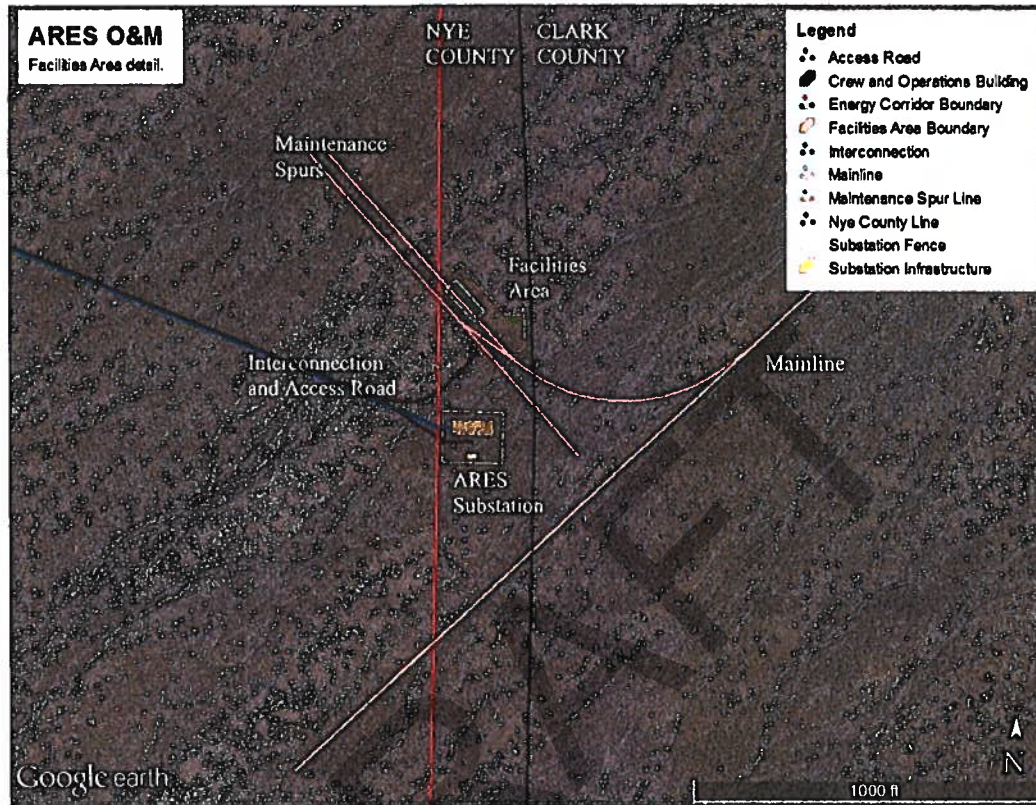 ARES O&M
Facilities Area detail.
NYE
COUNTY
CLARK
COUNTY
Legend
Access Road
Crew and Operations Building
Energy Corridor Boundary
Facilities Area Boundary
Interconnection
Mainline
Maintenance Spur Line
Nye County Line
Substation Fence
Substation Infrastructure
Maintenance
Spurs
Facilities
Area
Interconnection
and Access Road
Mainline
ARES
Substation
Google earth
N
1000 ft